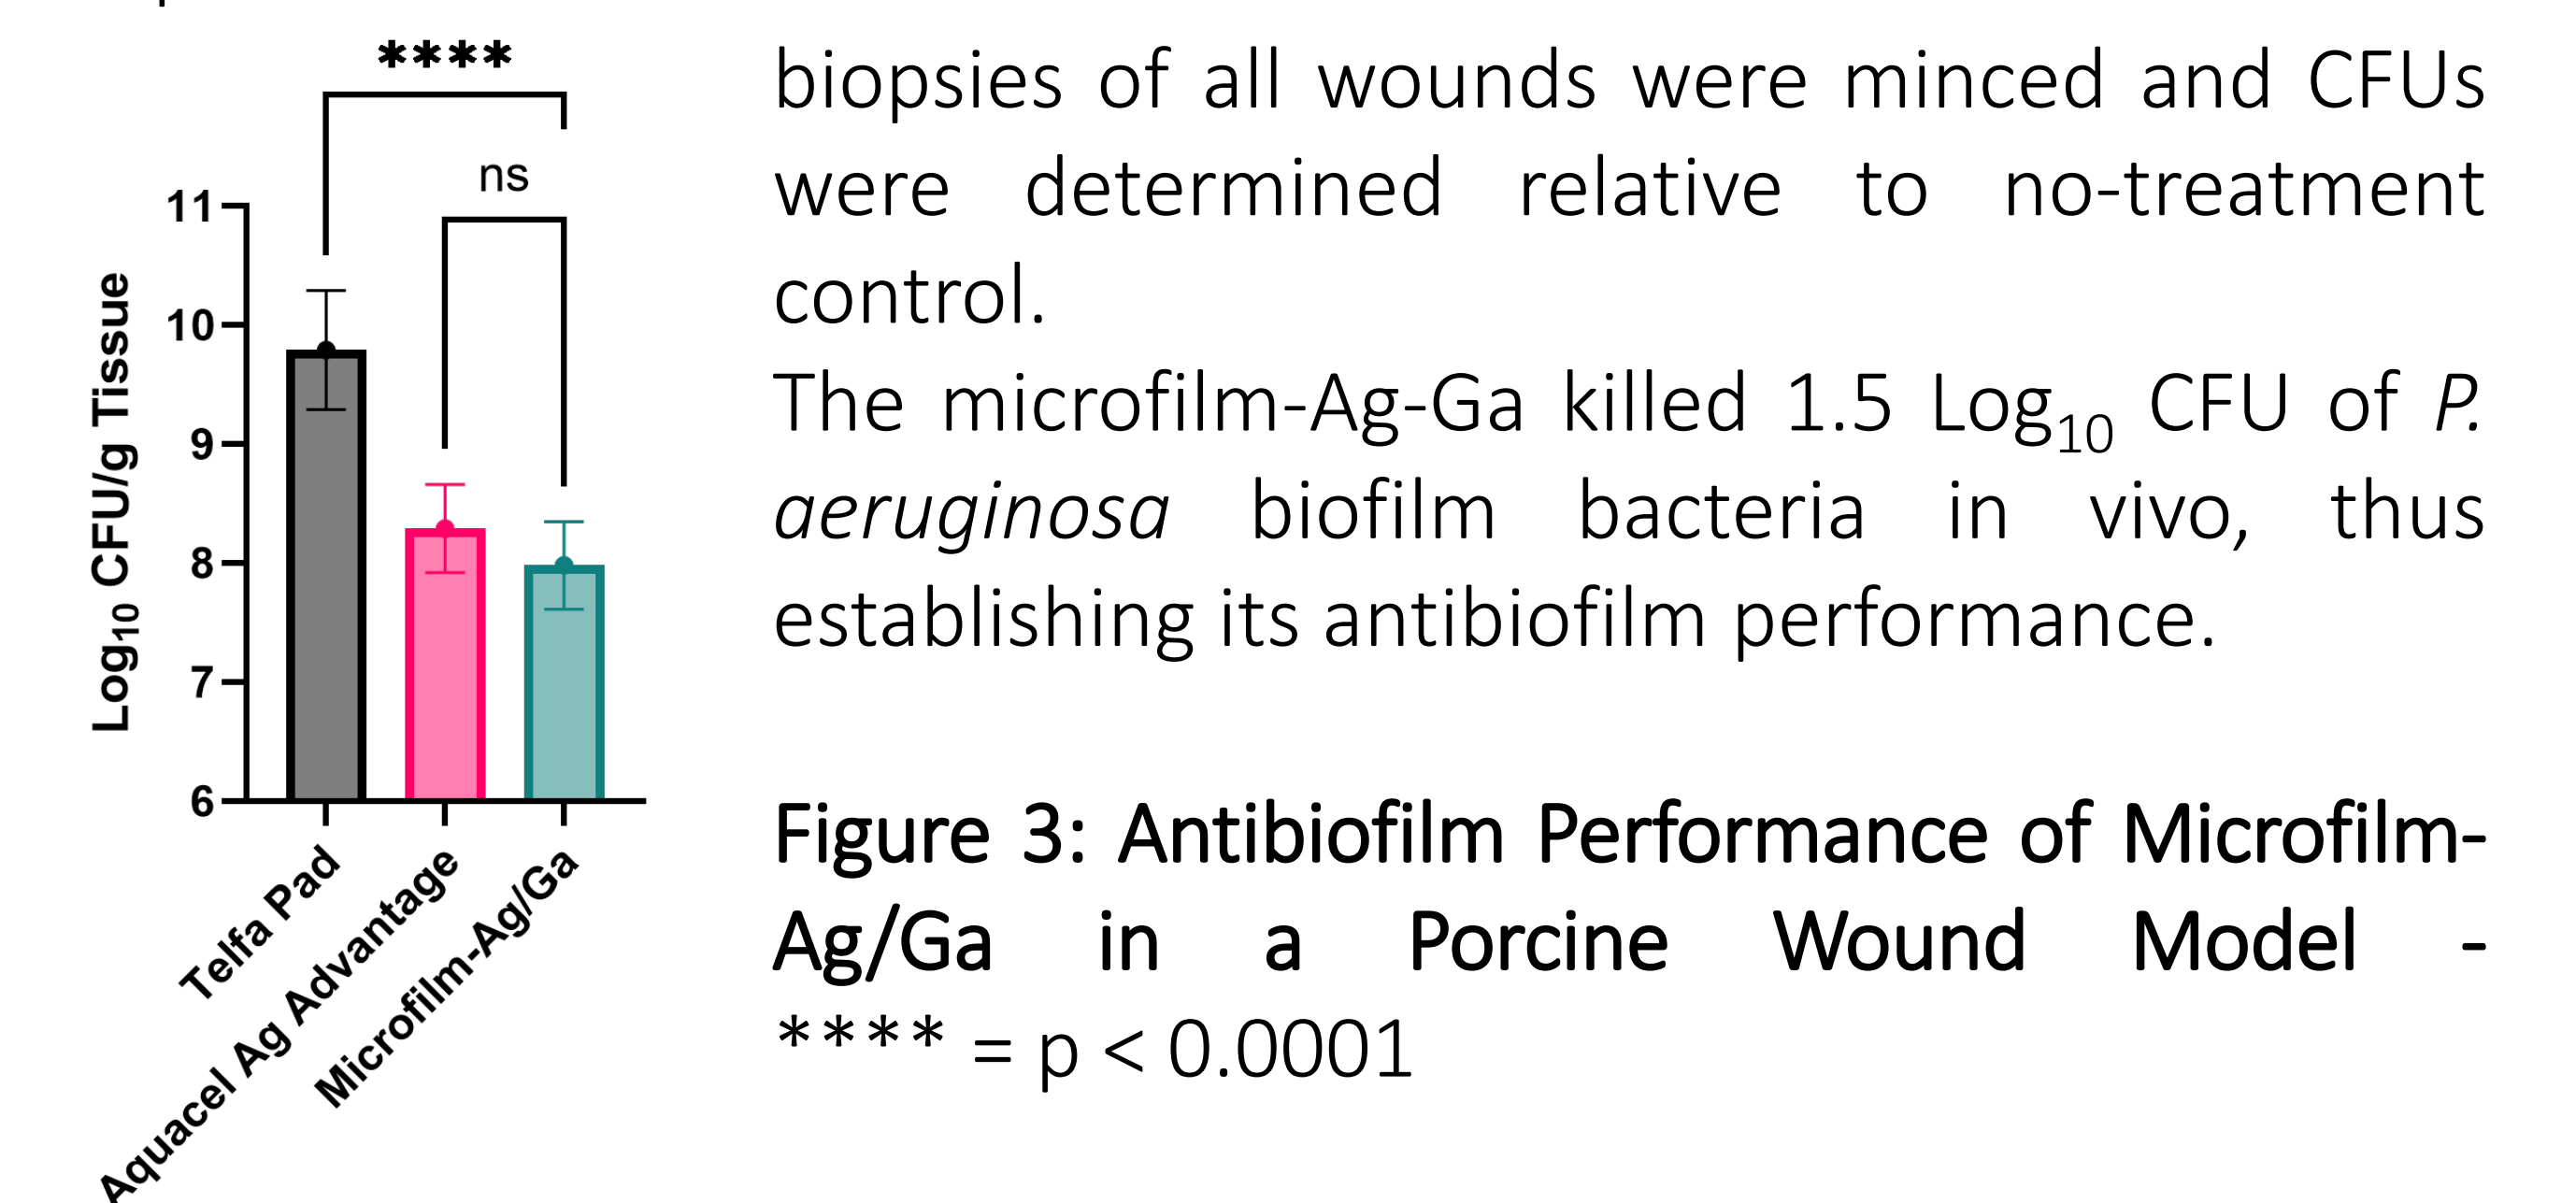 ****
ns
11
10
9
8
7
6
Log10 CFU/g Tissue
Telfa Pad
Aquacel Ag Advantage
Microfilm-Ag/Ga
biopsies of all wounds were minced and CFUs
were determined relative to no-treatment
control.
The microfilm-Ag-Ga killed 1.5 Log10 CFU of P.
aeruginosa biofilm bacteria in vivo, thus
establishing its antibiofilm performance.
Figure 3: Antibiofilm Performance of Microfilm-
Ag/Ga in a Porcine Wound Model -
**** = p < 0.0001